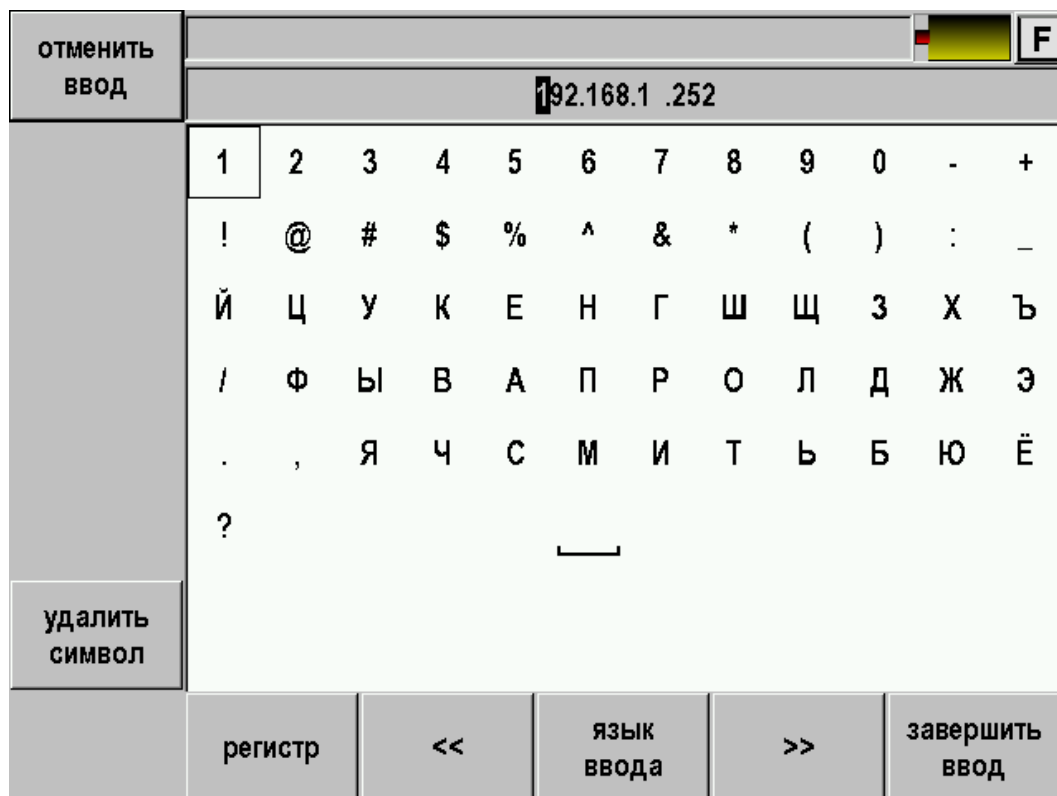 отменить
ввод
F
192.168.1 .252
1 2 3 4 5 6 7 8 9 0 - +
! @ # $ % ^ & * ( ) : _
Й Ц У К Е Н Г Ш Щ З Х Ъ
/ Ф Ы В А П Р О Л Д Ж Э
. , Я Ч С М И Т Ь Б Ю Ё
?
удалить
символ
регистр
<<
язык
ввода
>>
завершить
ввод